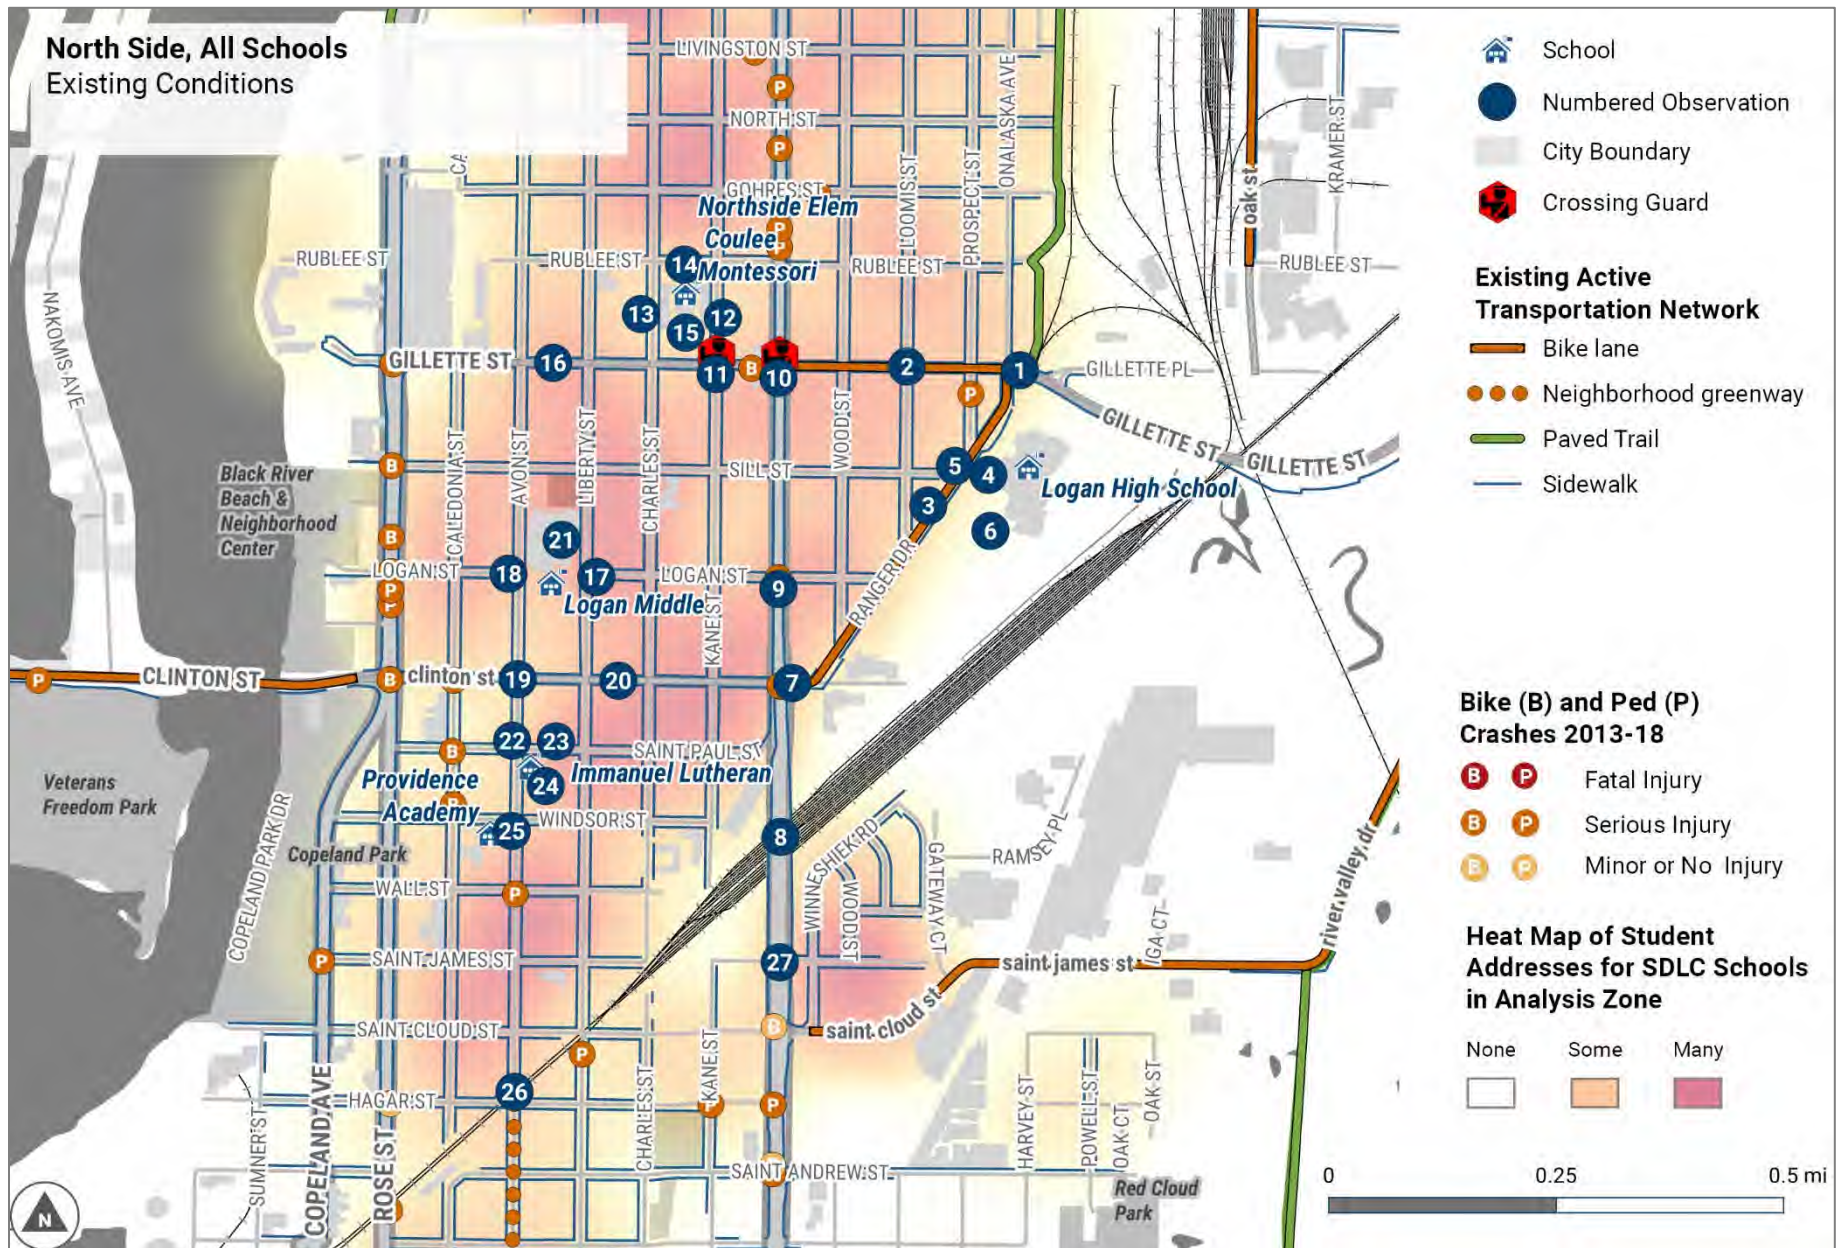 North Side, All Schools
Existing Conditions
LIVINGSTON ST
NORTH ST
GOHRES ST
Northside Elem
Coulee
Montessori
RUBLEE ST
RUBLEE ST
RUBLEE ST
RUBLEE ST
NAKOMIS AVE
CA
LOOMIS ST
PROSPECT ST
ONALASKA AVE
oak st
KRAMER ST
P
P
P
P
14
13
12
15
16
11
B
10
2
1
GILLETTE ST
GILLETTE PL
GILLETTE ST
GILLETTE ST
P
CALEDONIA ST
AVON ST
LIBERTY ST
CHARLES ST
WOOD ST
SILL ST
B
5
4
3
6
Logan High School
Black River
Beach &
Neighborhood
Center
B
21
LOGAN ST
18
17
LOGAN ST
9
Logan Middle
KANE ST
RANGER DR
P
P
CLINTON ST
P
B
clinton st
19
20
7
22
23
B
SAINT PAUL ST
Providence
Academy
Immanuel Lutheran
24
B
25
WINDSOR ST
8
Veterans
Freedom Park
COPELAND PARK DR
Copeland Park
WALL ST
P
WINNESHIEK RD
WOOD ST
GATEWAY CT
RAMSEY PL
IGA CT
river valley dr
P
SAINT JAMES ST
27
saint james st
SAINT CLOUD ST
B
saint cloud st
P
26
HAGAR ST
P
P
SUMNER ST
COPELAND AVE
ROSE ST
CHARLES ST
KANE ST
HARVEY ST
POWELL ST
OAK CT
OAK ST
SAINT ANDREW ST
Red Cloud
Park
N
School
Numbered Observation
City Boundary
Crossing Guard
Existing Active
Transportation Network
Bike lane
Neighborhood greenway
Paved Trail
Sidewalk
Bike (B) and Ped (P)
Crashes 2013-18
B P Fatal Injury
B P Serious Injury
B P Minor or No Injury
Heat Map of Student
Addresses for SDLC Schools
in Analysis Zone
None Some Many
0 0.25 0.5 mi